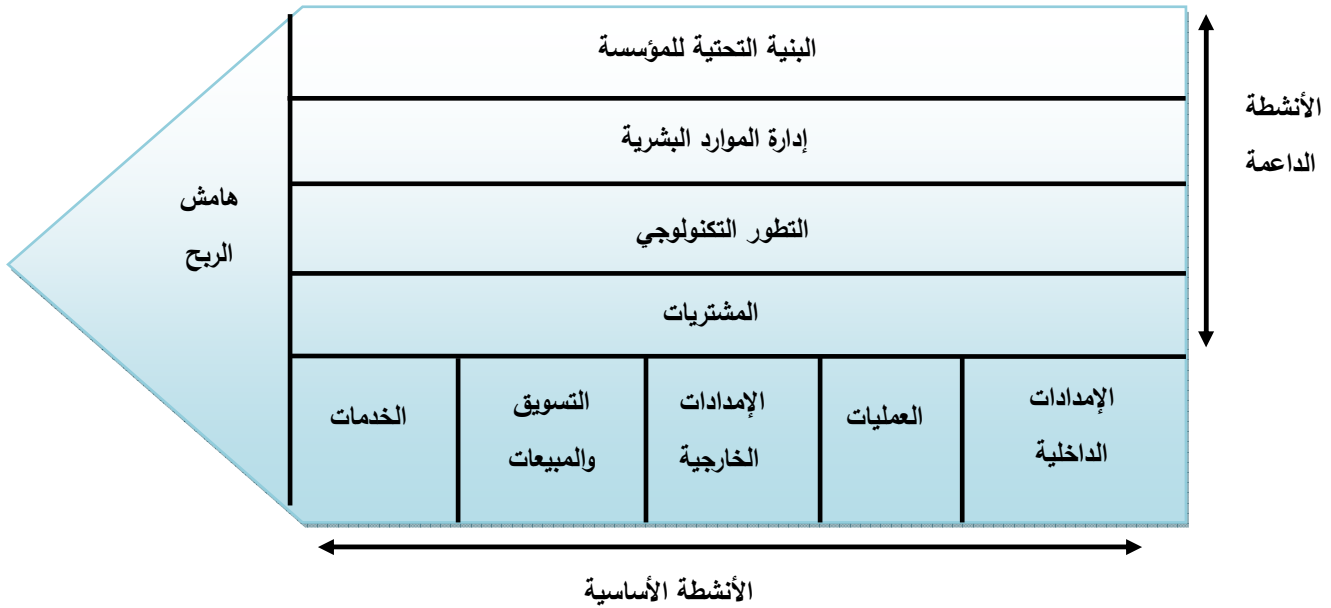 البنية التحتية للمؤسسة
الأنشطة
الداعمة
إدارة الموارد البشرية
هامش
الربح
التطور التكنولوجي
المشتريات
الإمدادات
الداخلية
العمليات
الإمدادات
الخارجية
التسويق
والمبيعات
الخدمات
الأنشطة الأساسية